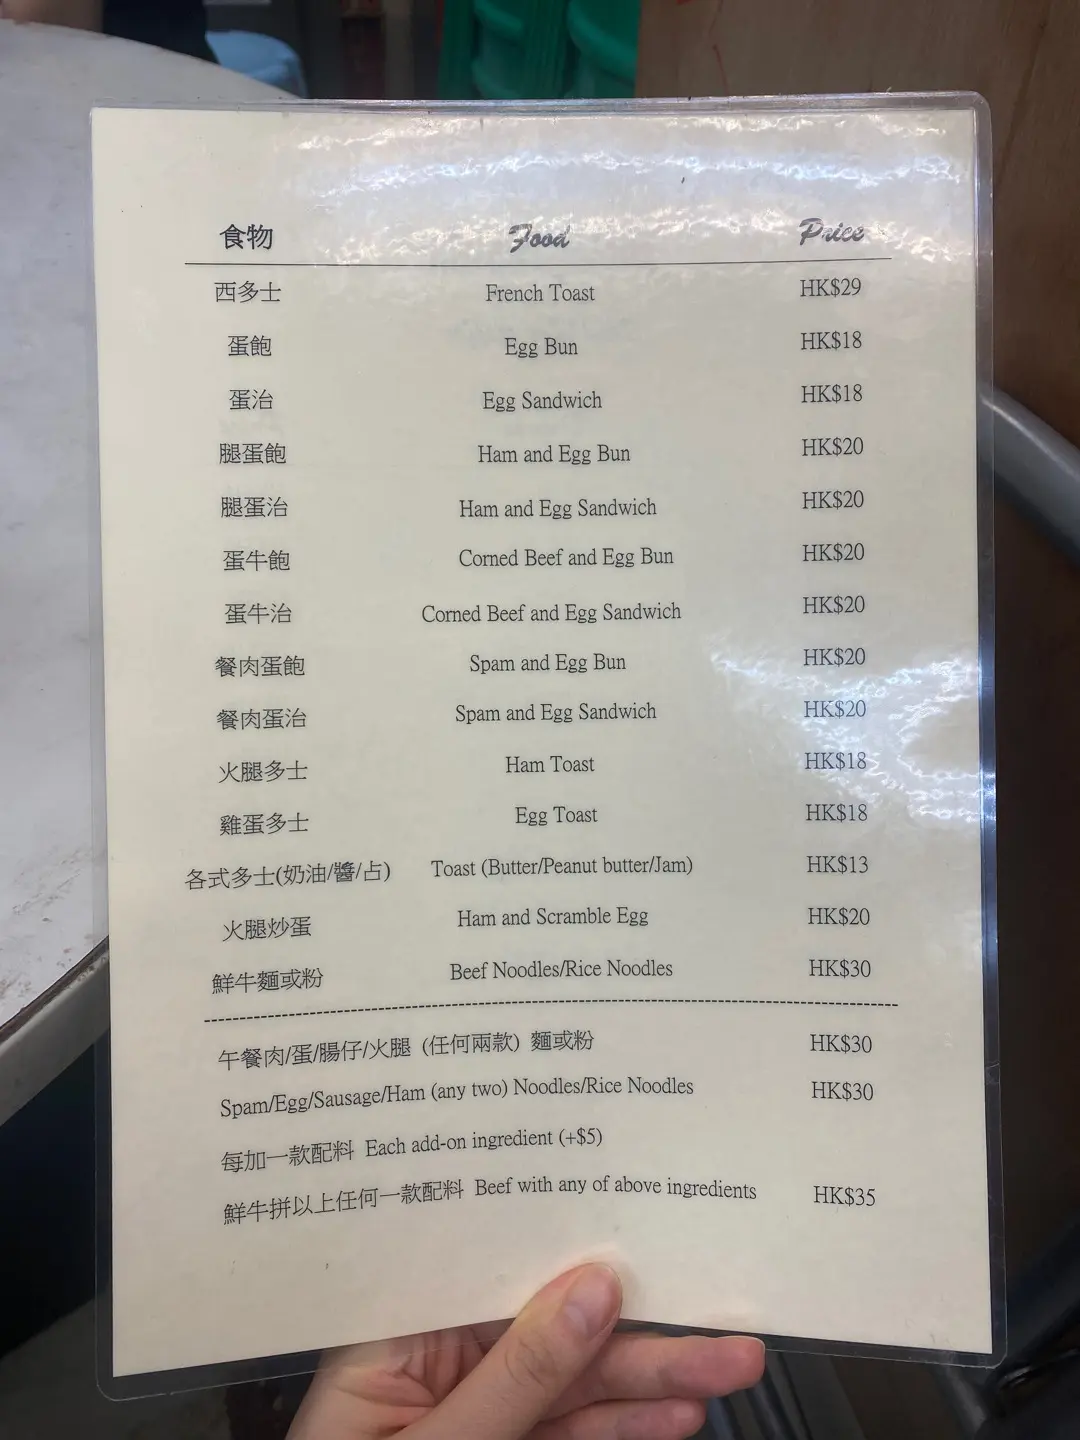 食物 Food Price
西多士 French Toast HK$29
蛋飽 Egg Bun HK$18
蛋治 Egg Sandwich HK$18
腿蛋飽 Ham and Egg Bun HK$20
腿蛋治 Ham and Egg Sandwich HK$20
蛋牛飽 Corned Beef and Egg Bun HK$20
蛋牛治 Corned Beef and Egg Sandwich HK$20
餐肉蛋飽 Spam and Egg Bun HK$20
餐肉蛋治 Spam and Egg Sandwich HK$20
火腿多士 Ham Toast HK$18
雞蛋多士 Egg Toast HK$18
各式多士(奶油/醬/占) Toast (Butter/Peanut butter/Jam) HK$13
火腿炒蛋 Ham and Scramble Egg HK$20
鮮牛麵或粉 Beef Noodles/Rice Noodles HK$30
午餐肉/蛋/腸仔/火腿 (任何兩款) 麵或粉 HK$30
Spam/Egg/Sausage/Ham (any two) Noodles/Rice Noodles HK$30
每加一款配料 Each add-on ingredient (+$5)
鮮牛拼以上任何一款配料 Beef with any of above ingredients HK$35